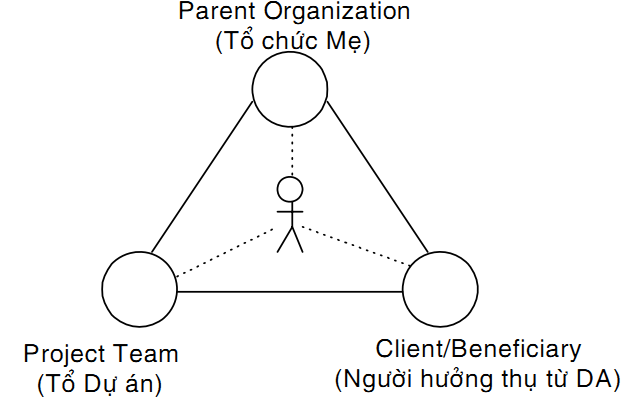 Parent Organization
(Tổ chức Mẹ)
Project Team
(Tổ Dự án)
Client/Beneficiary
(Người hưởng thụ từ DA)